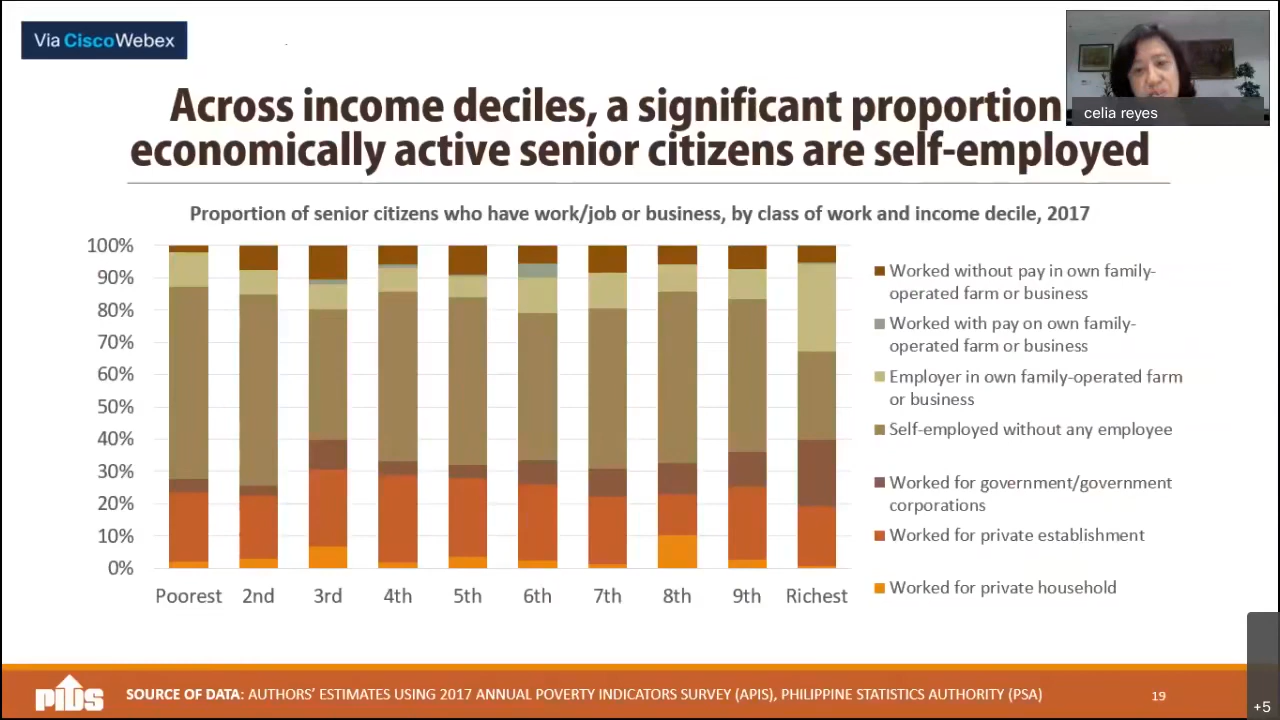 Via CiscoWebex
celia reyes
Across income deciles, a significant proportion
economically active senior citizens are self-employed
Proportion of senior citizens who have work/job or business, by class of work and income decile, 2017
100%
90%
80%
70%
60%
50%
40%
30%
20%
10%
0%
Poorest 2nd 3rd 4th 5th 6th 7th 8th 9th Richest
Worked without pay in own family-
operated farm or business
Worked with pay on own family-
operated farm or business
Employer in own family-operated farm
or business
Self-employed without any employee
Worked for government/government
corporations
Worked for private establishment
Worked for private household
PIDS
SOURCE OF DATA: AUTHORS' ESTIMATES USING 2017 ANNUAL POVERTY INDICATORS SURVEY (APIS), PHILIPPINE STATISTICS AUTHORITY (PSA)
19
+5